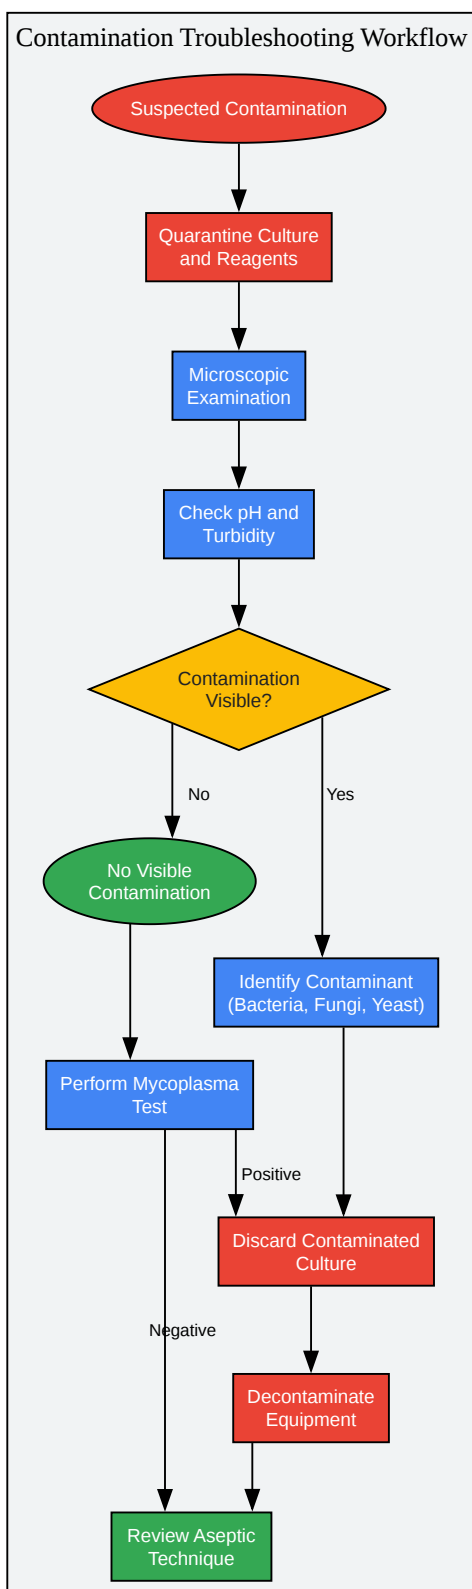 Contamination Troubleshooting Workflow
Suspected Contamination
Quarantine Culture
and Reagents
Microscopic
Examination
Check pH and
Turbidity
Contamination
Visible?
No
Yes
No Visible
Contamination
Identify Contaminant
(Bacteria, Fungi, Yeast)
Perform Mycoplasma
Test
Positive
Discard Contaminated
Culture
Negative
Decontaminate
Equipment
Review Aseptic
Technique